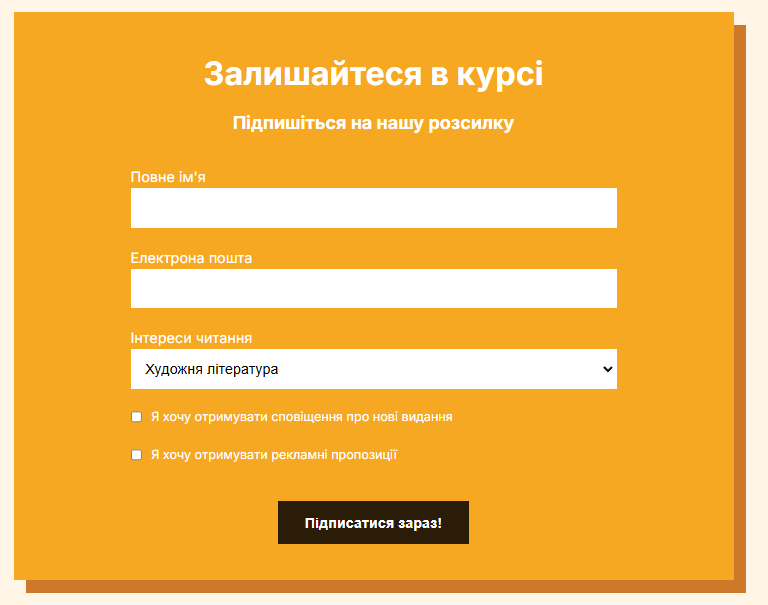 Залишайтеся в курсі
Підпишіться на нашу розсилку
Повне ім'я
Електрона пошта
Інтереси читання
Художня література
Я хочу отримувати сповіщення про нові видання
Я хочу отримувати рекламні пропозиції
Підписатися зараз!